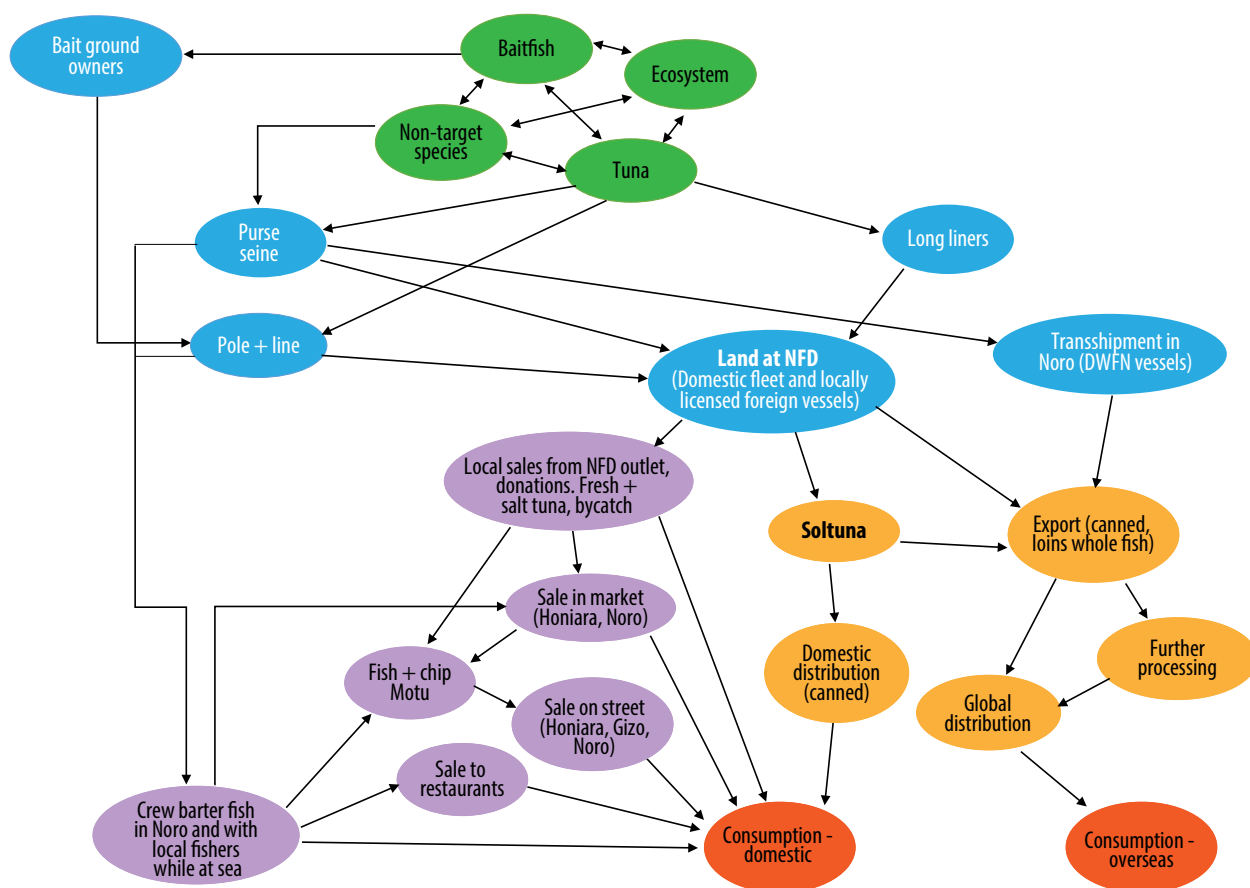 Bait ground
owners
Baitfish
Ecosystem
Non-target
species
Tuna
Purse
seine
Long liners
Pole + line
Land at NFD
(Domestic fleet and locally
licensed foreign vessels)
Transshipment in
Noro (DWFN vessels)
Local sales from NFD outlet,
donations. Fresh +
salt tuna, bycatch
Soltuna
Export (canned,
loins whole fish)
Sale in market
(Honiara, Noro)
Fish + chip
Motu
Domestic
distribution
(canned)
Further
processing
Sale on street
(Honiara, Gizo,
Noro)
Global
distribution
Sale to
restaurants
Crew barter fish
in Noro and with
local fishers
while at sea
Consumption -
domestic
Consumption -
overseas